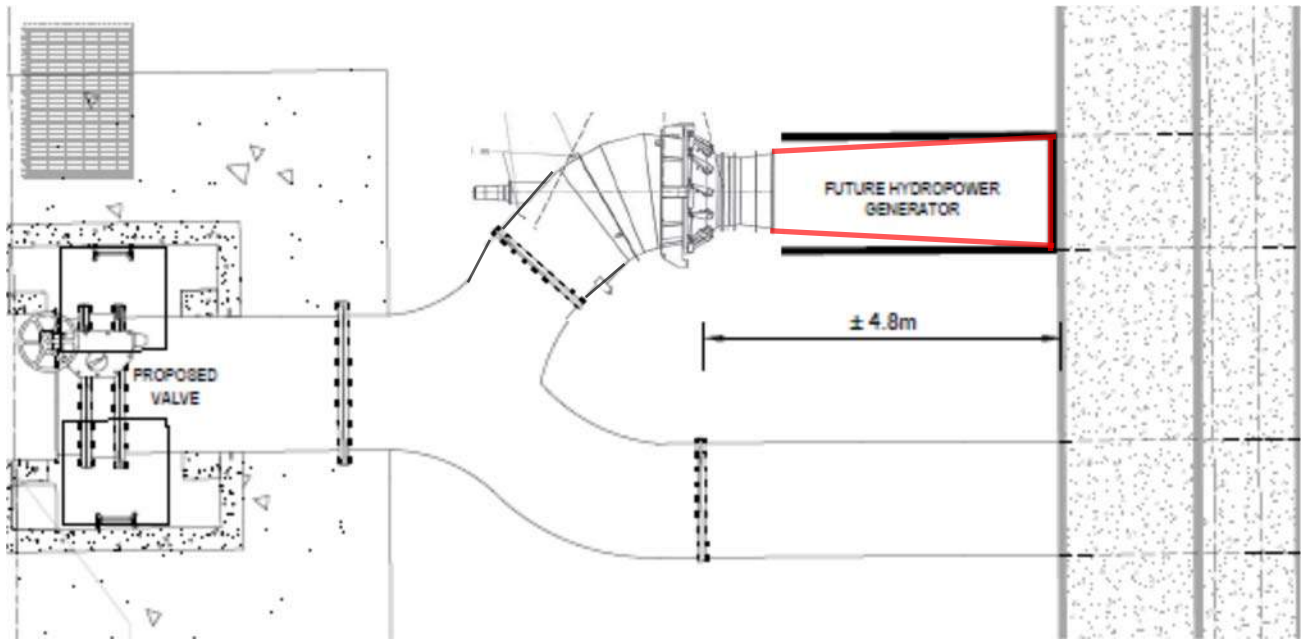 FUTURE HYDROPOWER
GENERATOR
± 4.8m
PROPOSED
VALVE